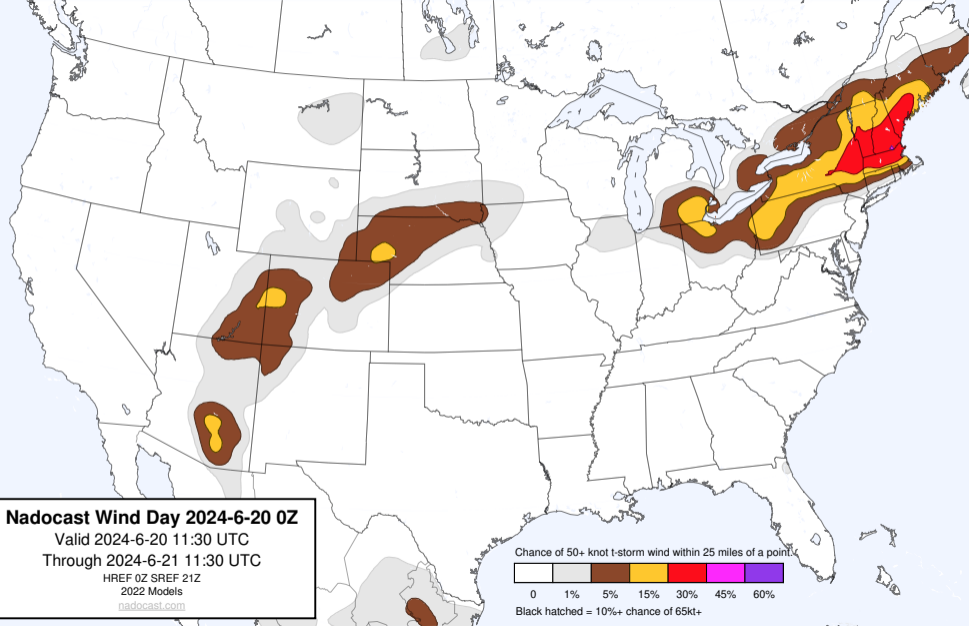 Nadocast Wind Day 2024-6-20 0Z
Valid 2024-6-20 11:30 UTC
Through 2024-6-21 11:30 UTC
HREF 0Z SREF 21Z
2022 Models
nadocast.com
Chance of 50+ knot t-storm wind within 25 miles of a point.
0 1% 5% 15% 30% 45% 60%
Black hatched = 10%+ chance of 65kt+